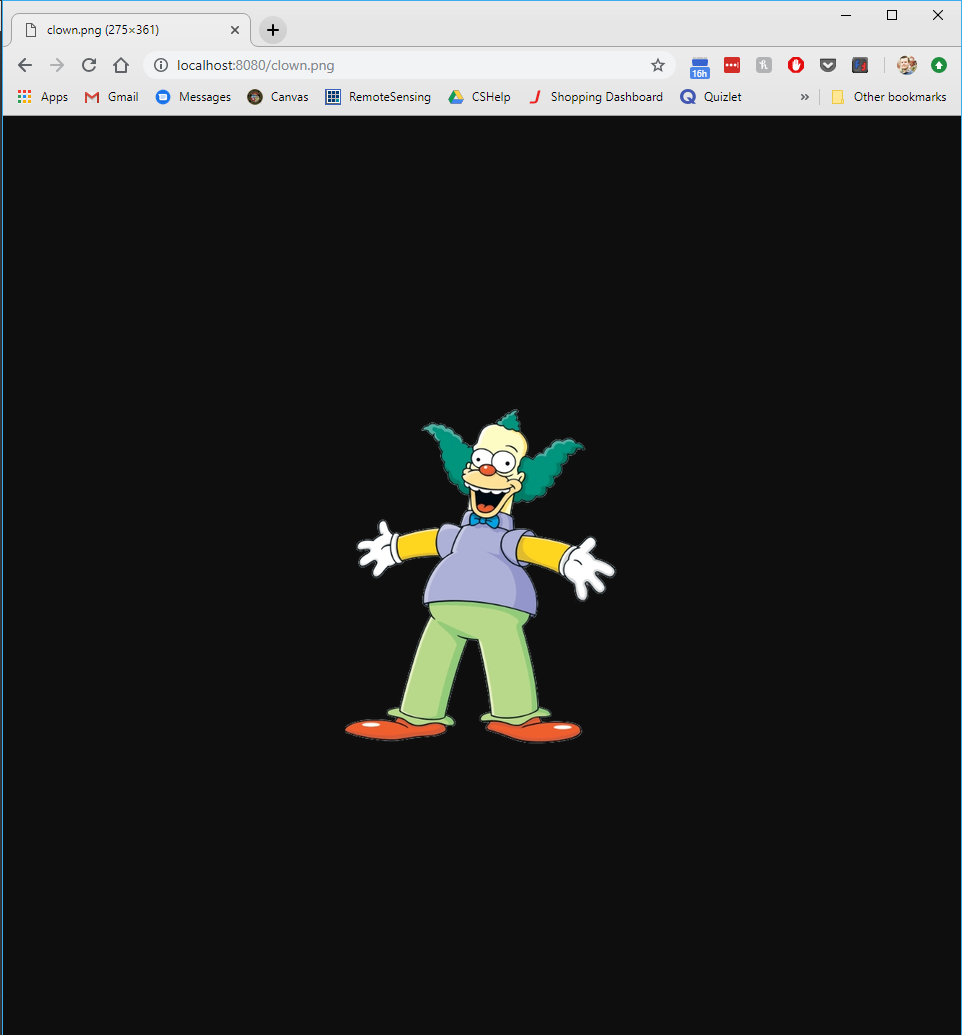 clown.png (275×361)
localhost:8080/clown.png
16h
Apps Gmail Messages Canvas RemoteSensing CSHelp Shopping Dashboard Quizlet » Other bookmarks